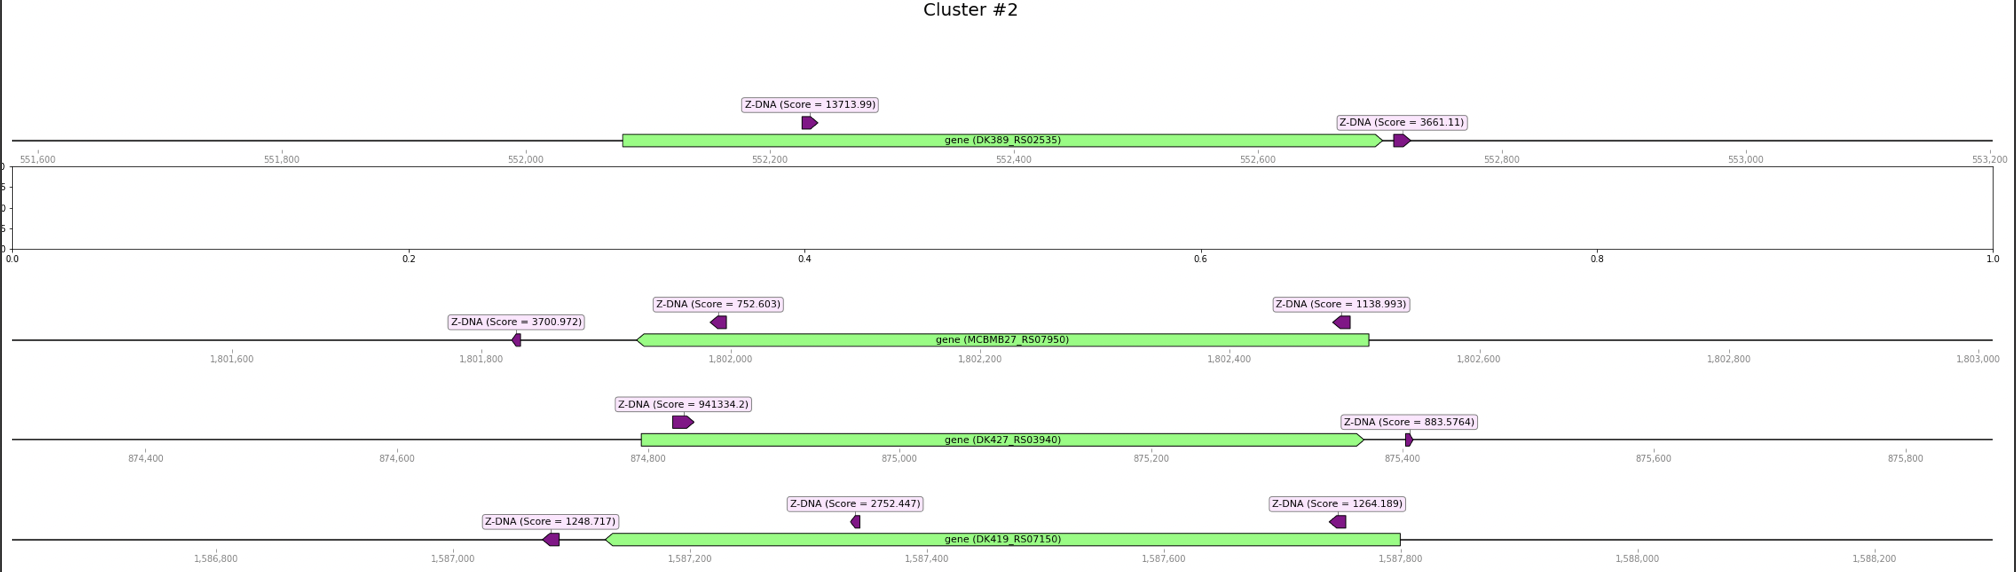 Cluster #2
Z-DNA (Score = 13713.99)
Z-DNA (Score = 3661.11)
gene (DK389_RS02535)
551,600 551,800 552,000 552,200 552,400 552,600 552,800 553,000 553,200
0
5
0
5
0
0.0 0.2 0.4 0.6 0.8 1.0
Z-DNA (Score = 752.603) Z-DNA (Score = 1138.993)
Z-DNA (Score = 3700.972)
gene (MCBMB27_RS07950)
1,801,600 1,801,800 1,802,000 1,802,200 1,802,400 1,802,600 1,802,800 1,803,000
Z-DNA (Score = 941334.2)
Z-DNA (Score = 883.5764)
gene (DK427_RS03940)
874,400 874,600 874,800 875,000 875,200 875,400 875,600 875,800
Z-DNA (Score = 2752.447) Z-DNA (Score = 1264.189)
Z-DNA (Score = 1248.717)
gene (DK419_RS07150)
1,586,800 1,587,000 1,587,200 1,587,400 1,587,600 1,587,800 1,588,000 1,588,200